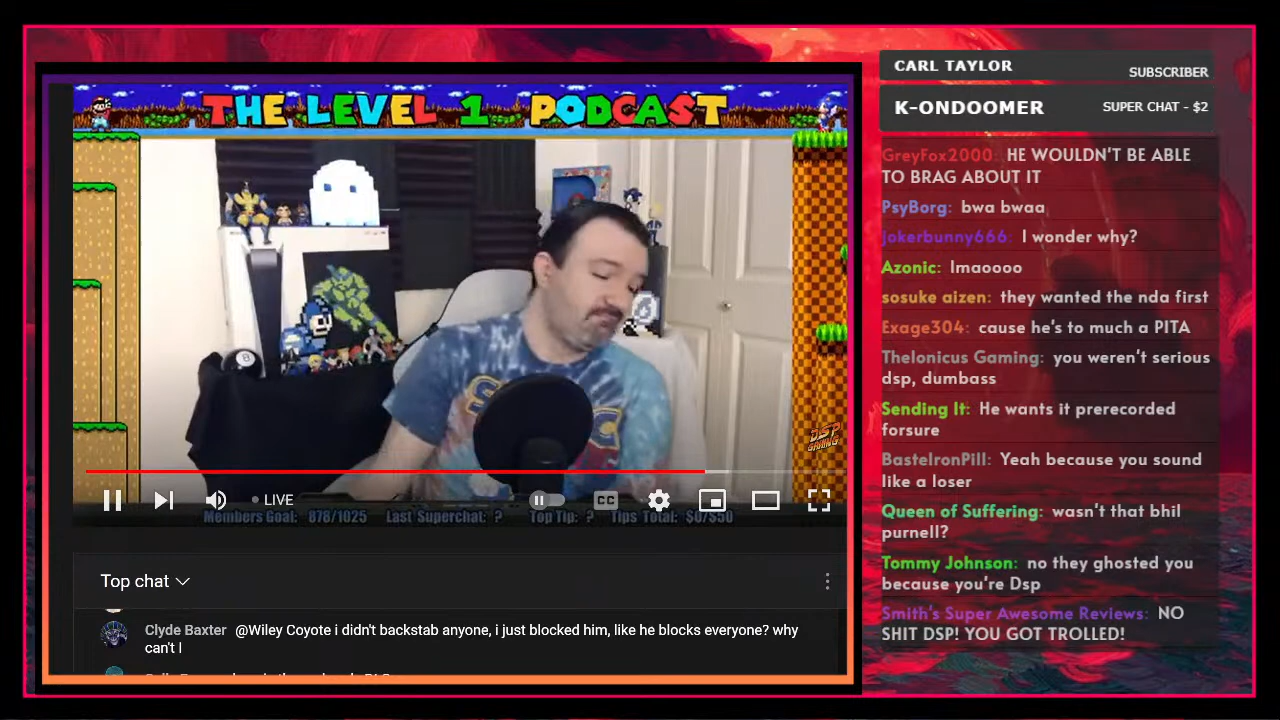 THE LEVEL 1 PODCAST
8
DSP
GAMING
LIVE
CC
Members Goal: 878/1025 Last Superchat: ? Top Tip: ? Tips Total: $0/$50
Top chat
Clyde Baxter @Wiley Coyote i didn't backstab anyone, i just blocked him, like he blocks everyone? why
can't I
CARL TAYLOR SUBSCRIBER
K-ONDOOMER SUPER CHAT - $2
GreyFox2000: HE WOULDN'T BE ABLE
TO BRAG ABOUT IT
PsyBorg: bwa bwaa
jokerbunny666: I wonder why?
Azonic: lmaoooo
sosuke aizen: they wanted the nda first
Exage304: cause he's to much a PITA
Thelonicus Gaming: you weren't serious
dsp, dumbass
Sending It: He wants it prerecorded
forsure
BasteIronPill: Yeah because you sound
like a loser
Queen of Suffering: wasn't that bhil
purnell?
Tommy Johnson: no they ghosted you
because you're Dsp
Smith's Super Awesome Reviews: NO
SHIT DSP! YOU GOT TROLLED!